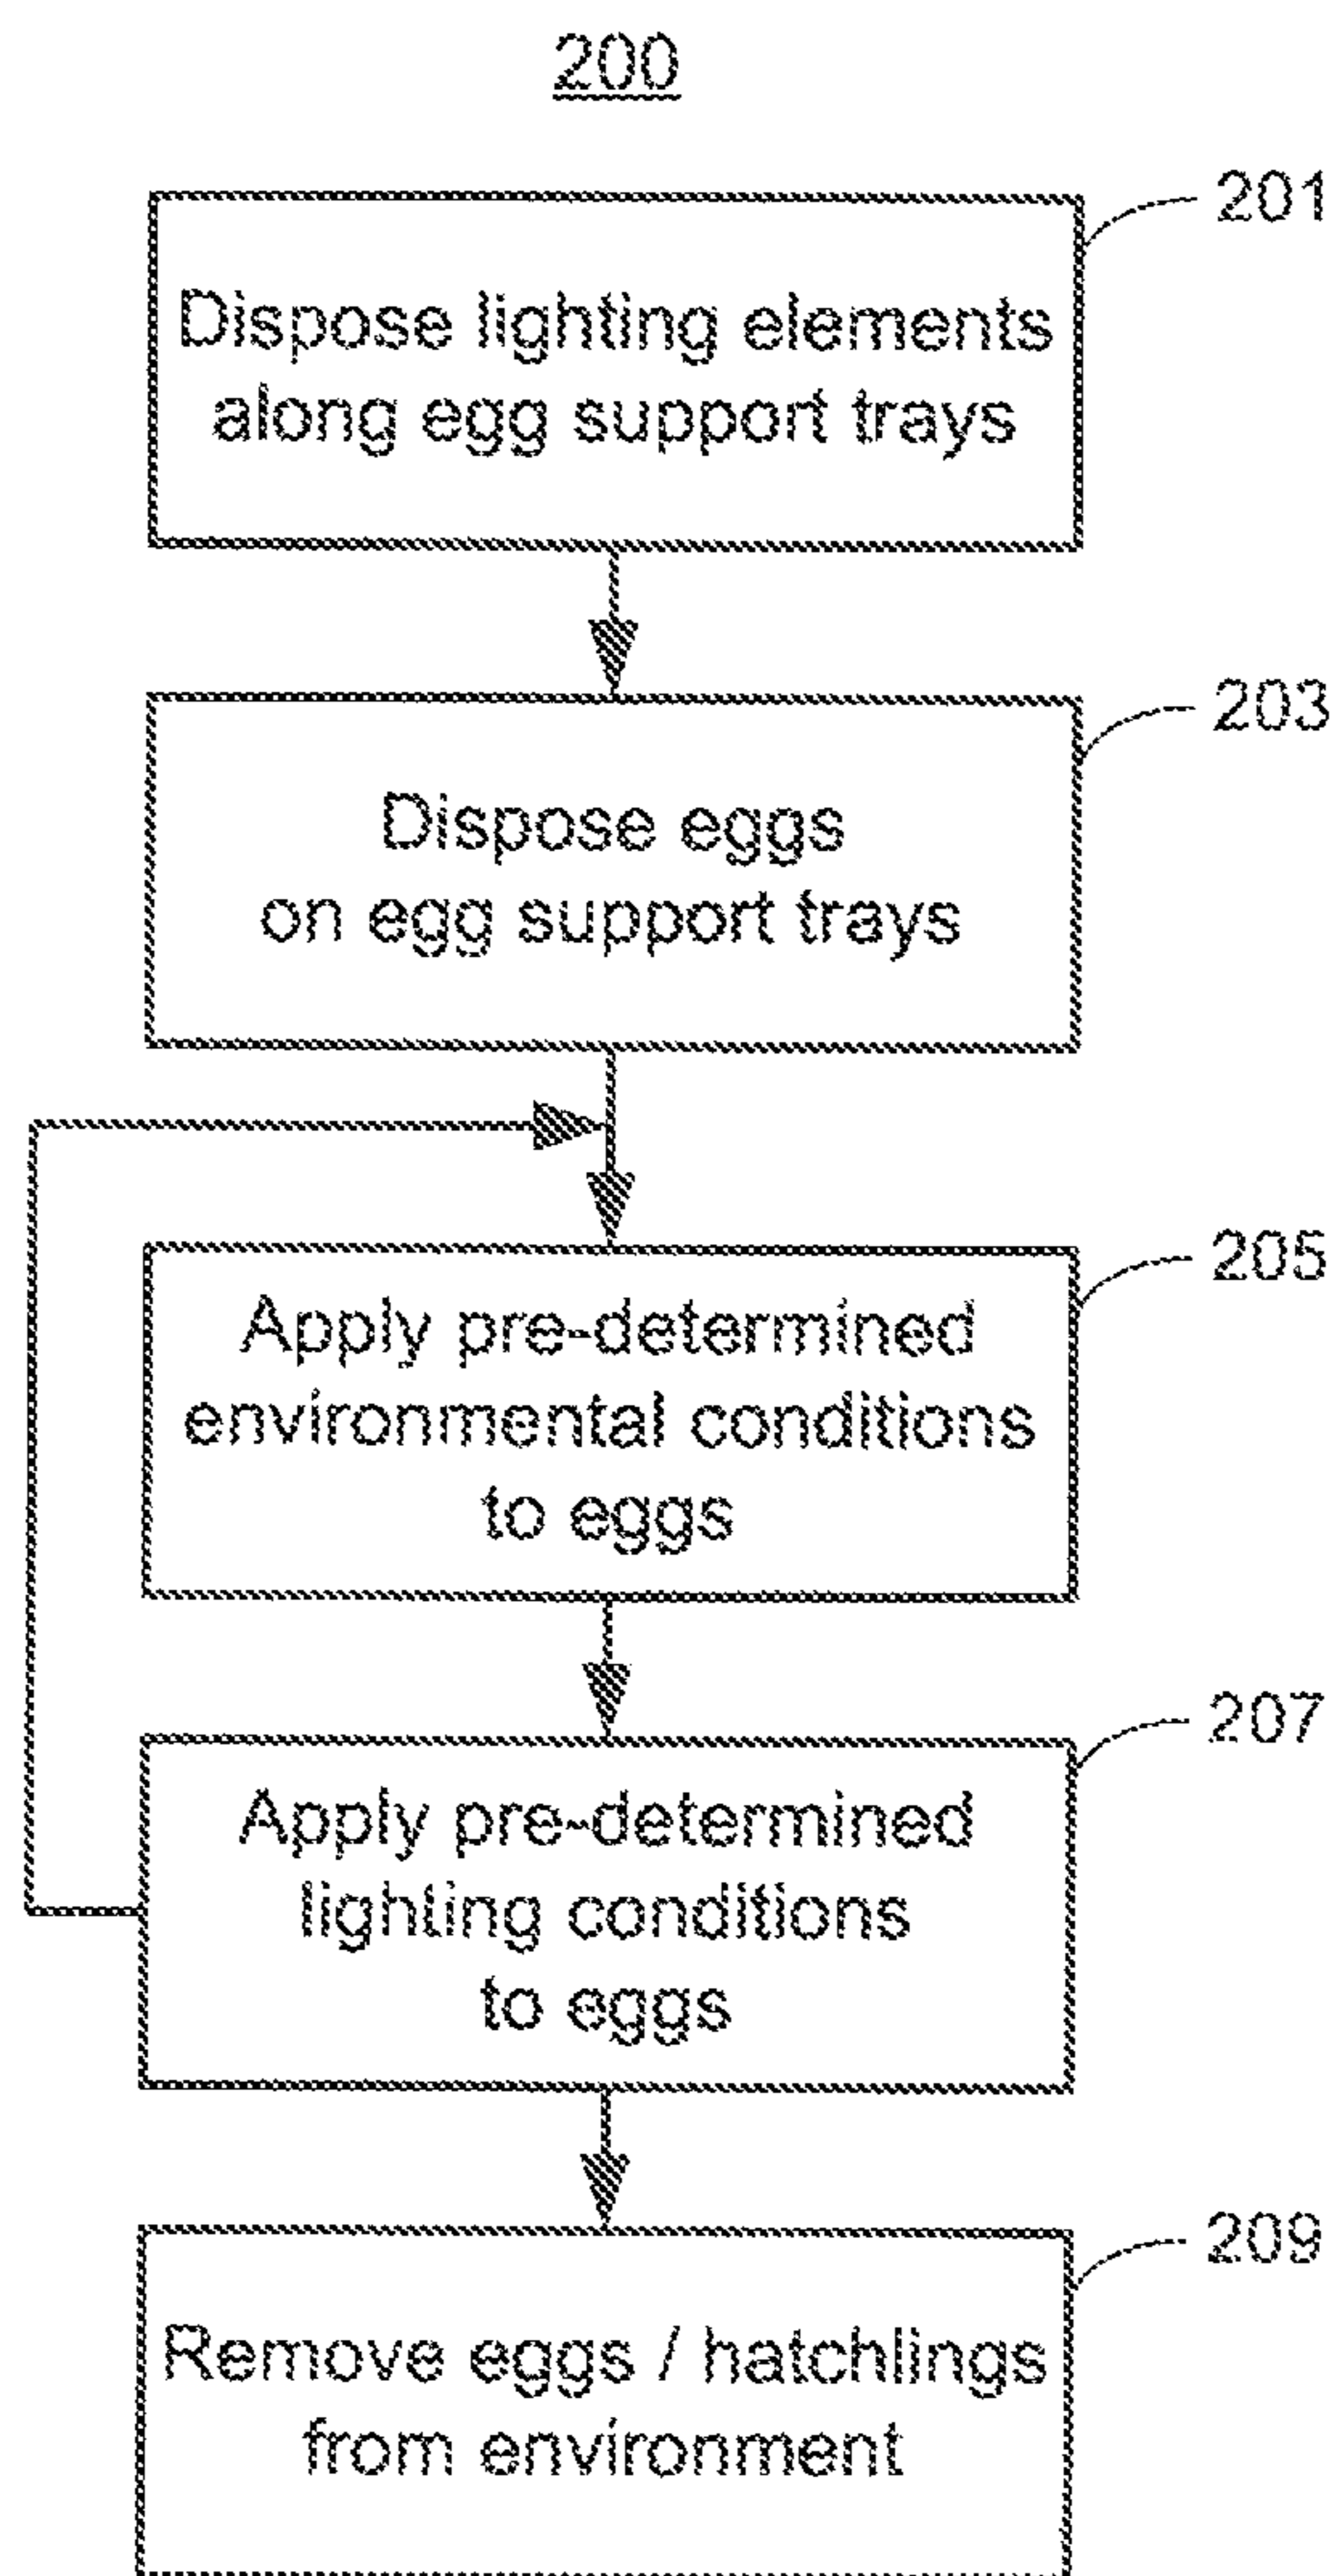 200
201
Dispose lighting elements
along egg support trays
203
Dispose eggs
on egg support trays
205
Apply pre-determined
environmental conditions
to eggs
207
Apply pre-determined
lighting conditions
to eggs
209
Remove eggs / hatchlings
from environment